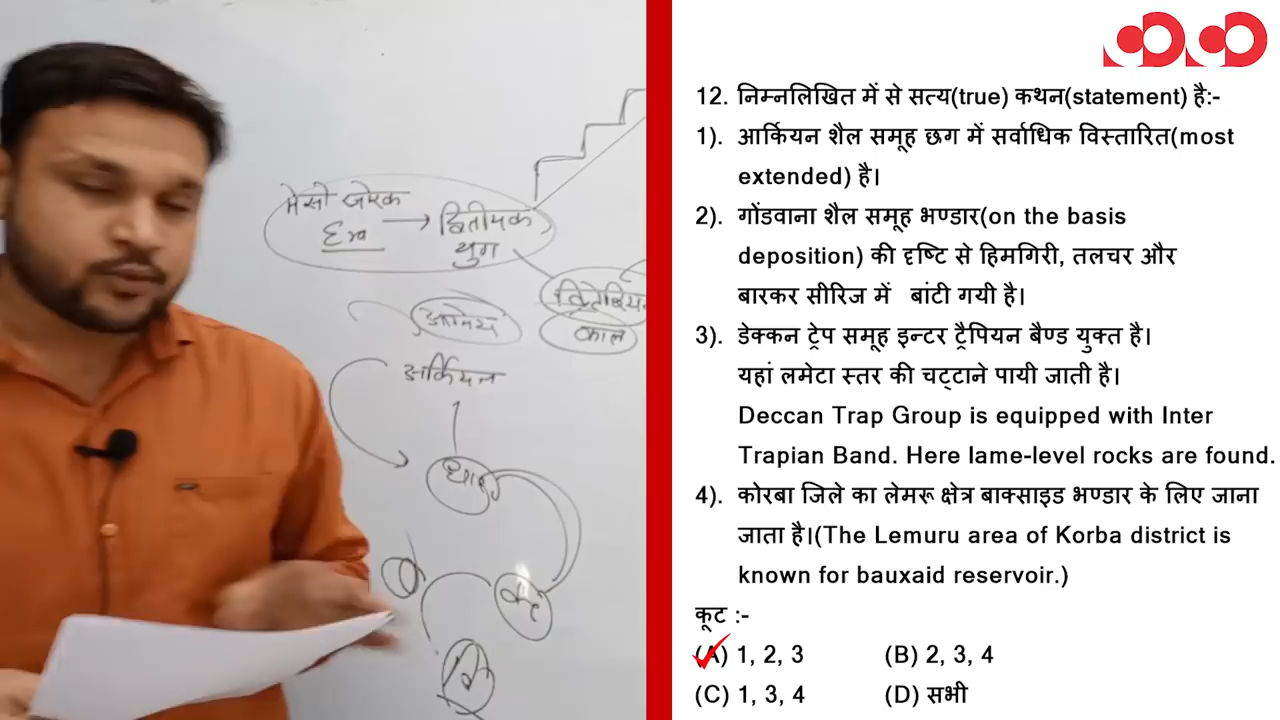 मेसो जोइक
Era → द्वितीयक
युग
काल
आग्नेय
आर्कियन
धार
12. निम्नलिखित में से सत्य(true) कथन(statement) है:-
1). आर्कियन शैल समूह छग में सर्वाधिक विस्तारित(most
extended) है।
2). गोंडवाना शैल समूह भण्डार(on the basis
deposition) की दृष्टि से हिमगिरी, तलचर और
बारकर सीरिज में बांटी गयी है।
3). डेक्कन ट्रेप समूह इन्टर ट्रैपियन बैण्ड युक्त है।
यहां लमेटा स्तर की चट्टाने पायी जाती है।
Deccan Trap Group is equipped with Inter
Trapian Band. Here lame-level rocks are found.
4). कोरबा जिले का लेमरू क्षेत्र बाक्साइड भण्डार के लिए जाना
जाता है।(The Lemuru area of Korba district is
known for bauxaid reservoir.)
कूट :-
(A) 1, 2, 3 (B) 2, 3, 4
(C) 1, 3, 4 (D) सभी